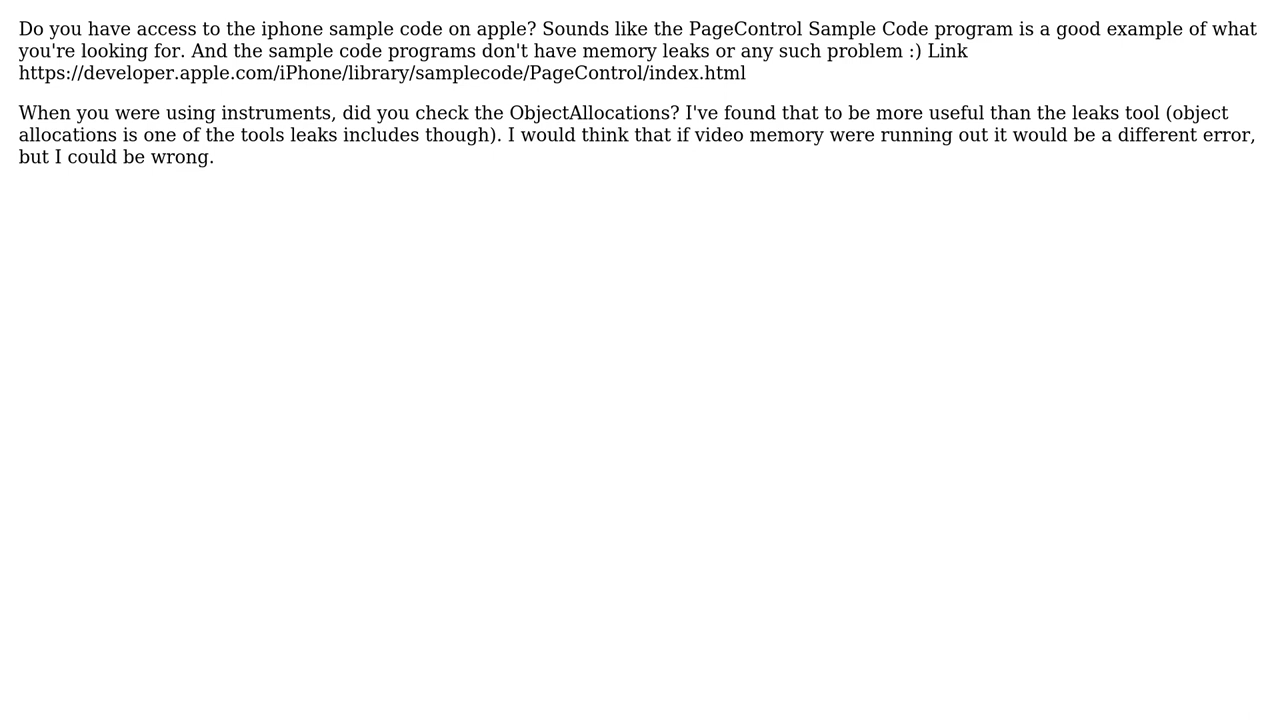 Do you have access to the iphone sample code on apple? Sounds like the PageControl Sample Code program is a good example of what
you're looking for. And the sample code programs don't have memory leaks or any such problem :) Link
https://developer.apple.com/iPhone/library/samplecode/PageControl/index.html
When you were using instruments, did you check the ObjectAllocations? I've found that to be more useful than the leaks tool (object
allocations is one of the tools leaks includes though). I would think that if video memory were running out it would be a different error,
but I could be wrong.